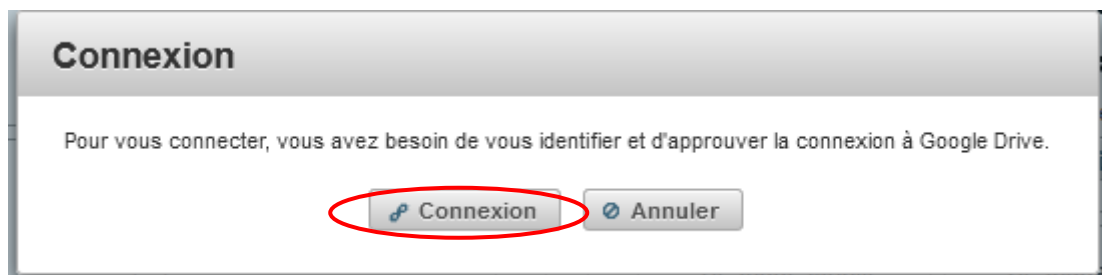 Connexion
Pour vous connecter, vous avez besoin de vous identifier et d'approuver la connexion à Google Drive.
Connexion Annuler